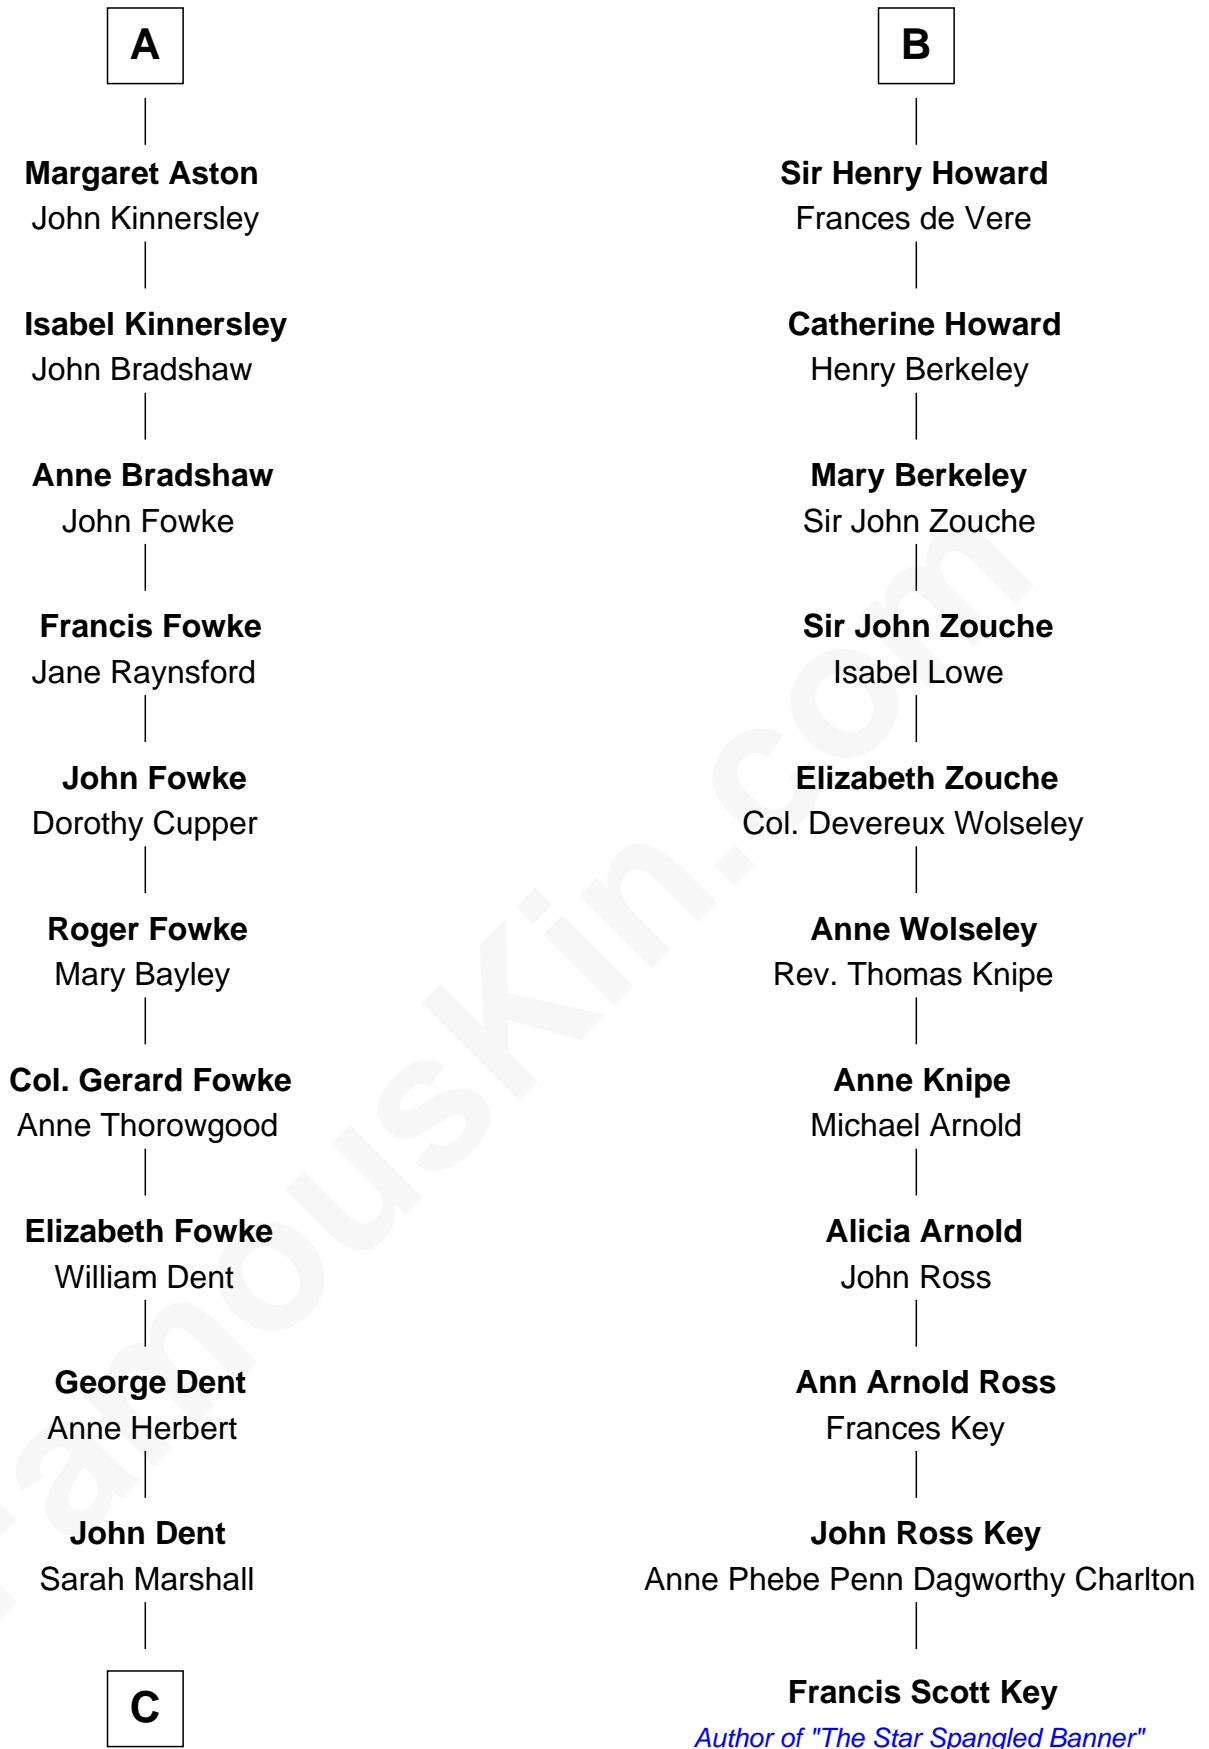 A
Margaret Aston
John Kinnersley
Isabel Kinnersley
John Bradshaw
Anne Bradshaw
John Fowke
Francis Fowke
Jane Raynsford
John Fowke
Dorothy Cupper
Roger Fowke
Mary Bayley
Col. Gerard Fowke
Anne Thorowgood
Elizabeth Fowke
William Dent
George Dent
Anne Herbert
John Dent
Sarah Marshall
C
B
Sir Henry Howard
Frances de Vere
Catherine Howard
Henry Berkeley
Mary Berkeley
Sir John Zouche
Sir John Zouche
Isabel Lowe
Elizabeth Zouche
Col. Devereux Wolseley
Anne Wolseley
Rev. Thomas Knipe
Anne Knipe
Michael Arnold
Alicia Arnold
John Ross
Ann Arnold Ross
Frances Key
John Ross Key
Anne Phebe Penn Dagworthy Charlton
Francis Scott Key
Author of "The Star Spangled Banner"
FamousKin.com